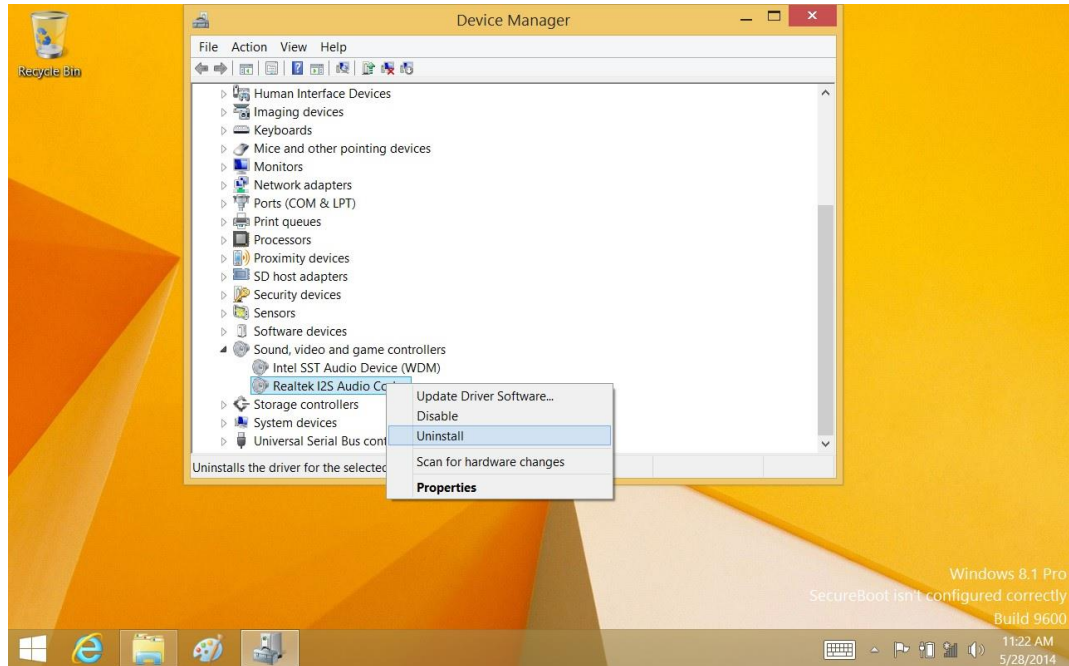 Recycle Bin
Device Manager
File Action View Help
Human Interface Devices
Imaging devices
Keyboards
Mice and other pointing devices
Monitors
Network adapters
Ports (COM & LPT)
Print queues
Processors
Proximity devices
SD host adapters
Security devices
Sensors
Software devices
Sound, video and game controllers
Intel SST Audio Device (WDM)
Realtek I2S Audio
Storage controllers
System devices
Universal Serial Bus
Uninstalls the driver for the selected
Update Driver Software...
Disable
Uninstall
Scan for hardware changes
Properties
Windows 8.1 Pro
SecureBoot isn't configured correctly
Build 9600
11:22 AM
5/28/2014